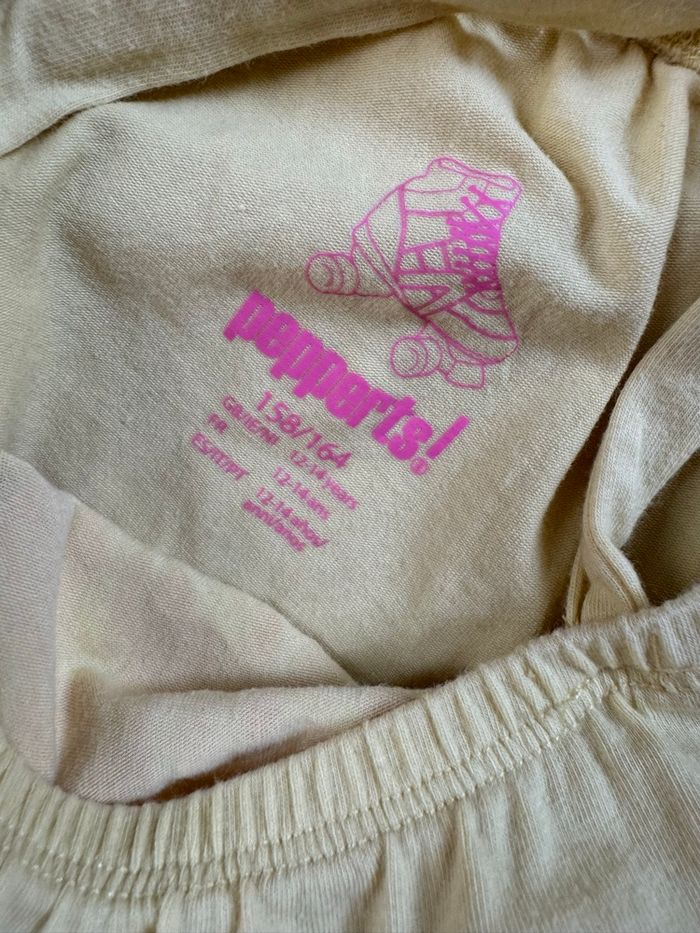 pepperts!®
158/164
GB/IE/NI 12-14 years
FR 12-14 ans
ES/IT/PT 12-14 años/
anni/anos